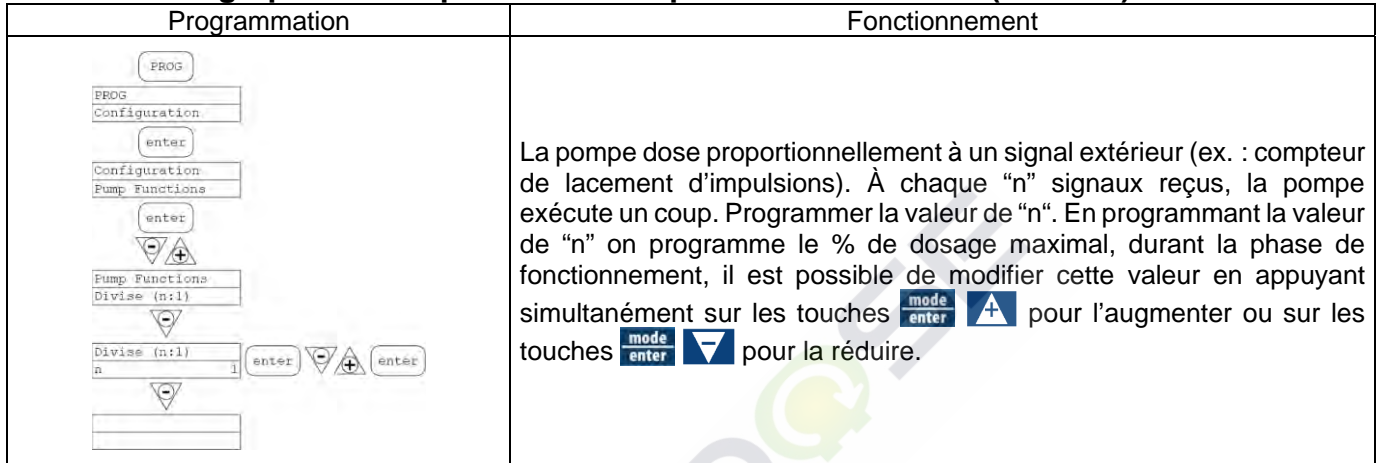 Programmation
Fonctionnement
PROG
PROG
Configuration
enter
Configuration
Pump Functions
enter
Pump Functions
Divise (n:1)
Divise (n:1)
n 1
enter
enter
La pompe dose proportionnellement à un signal extérieur (ex. : compteur
de lacement d’impulsions). À chaque “n” signaux reçus, la pompe
exécute un coup. Programmer la valeur de “n“. En programmant la valeur
de “n” on programme le % de dosage maximal, durant la phase de
fonctionnement, il est possible de modifier cette valeur en appuyant
simultanément sur les touches mode enter + pour l’augmenter ou sur les
touches mode enter − pour la réduire.